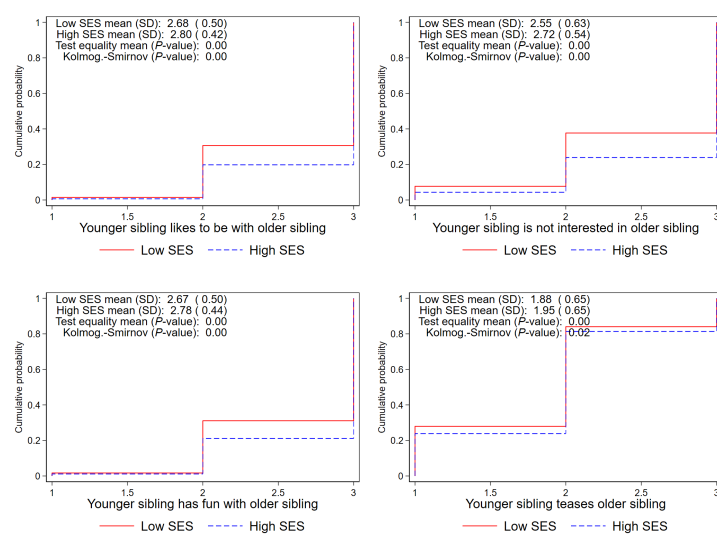 Low SES mean (SD): 2.68 ( 0.50)
High SES mean (SD): 2.80 ( 0.42)
Test equality mean (P-value): 0.00
Kolmog.-Smirnov (P-value): 0.00
Cumulative probability
1
0.8
0.6
0.4
0.2
0
1 1.5 2 2.5 3
Younger sibling likes to be with older sibling
Low SES High SES
Low SES mean (SD): 2.55 (0.63)
High SES mean (SD): 2.72 ( 0.54)
Test equality mean (P-value): 0.00
Kolmog.-Smirnov (P-value): 0.00
Cumulative probability
1
0.8
0.6
0.4
0.2
0
1 1.5 2 2.5 3
Younger sibling is not interested in older sibling
Low SES High SES
Low SES mean (SD): 2.67 ( 0.50)
High SES mean (SD): 2.78 ( 0.44)
Test equality mean (P-value): 0.00
Kolmog.-Smirnov (P-value): 0.00
Cumulative probability
1
0.8
0.6
0.4
0.2
0
1 1.5 2 2.5 3
Younger sibling has fun with older sibling
Low SES High SES
Low SES mean (SD): 1.88 (0.65)
High SES mean (SD): 1.95 (0.65)
Test equality mean (P-value): 0.00
Kolmog.-Smirnov (P-value): 0.02
Cumulative probability
1
0.8
0.6
0.4
0.2
0
1 1.5 2 2.5 3
Younger sibling teases older sibling
Low SES High SES